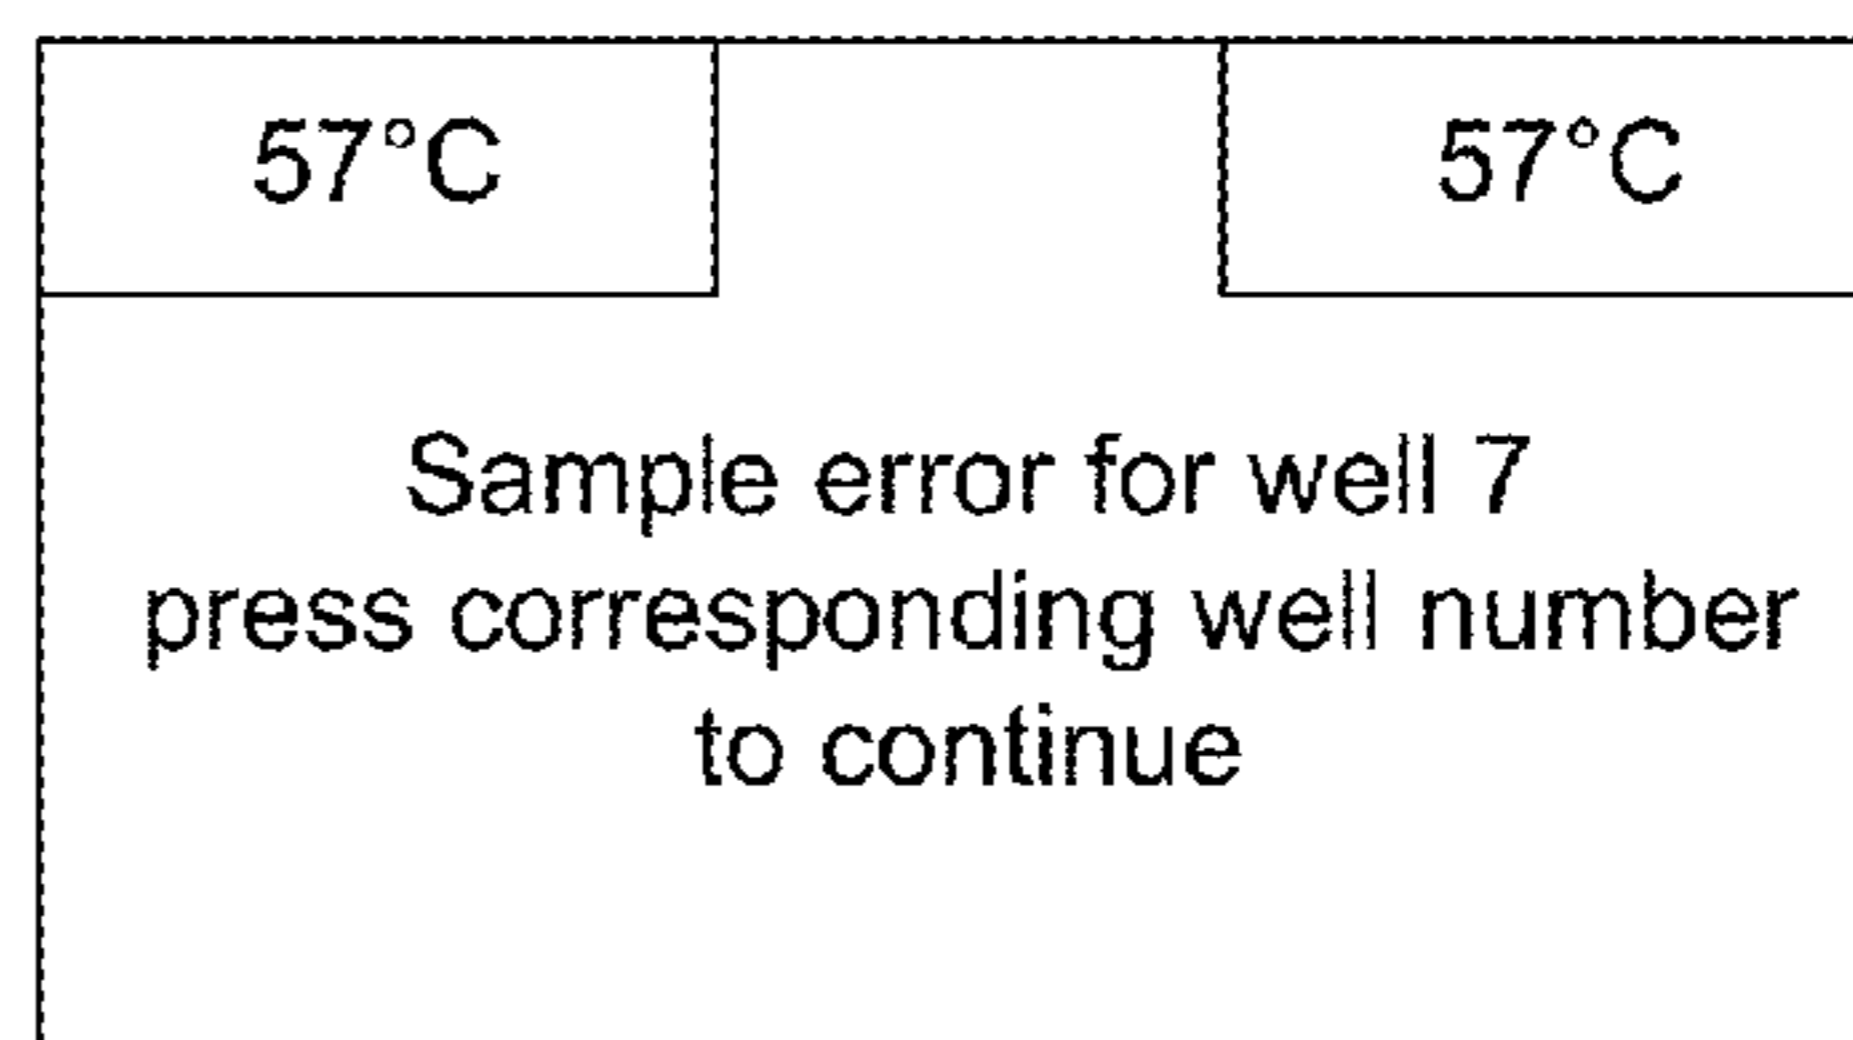 57°C 57°C
Sample error for well 7
press corresponding well number
to continue